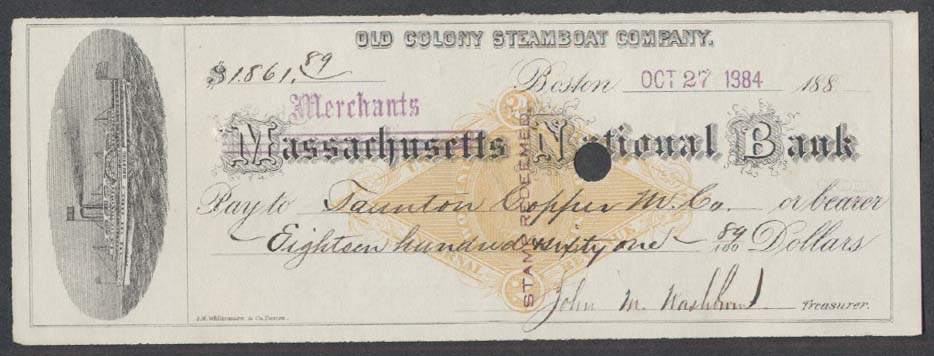 OLD COLONY STEAMBOAT COMPANY.
$1861,89
Boston OCT 27 1884 188
Merchants
Massachusetts National Bank
Pay to Taunton Copper M. Co. or bearer
Eighteen hundred sixty one 89/100 Dollars
STAMP REDEEMED
John M. Washburn Treasurer.